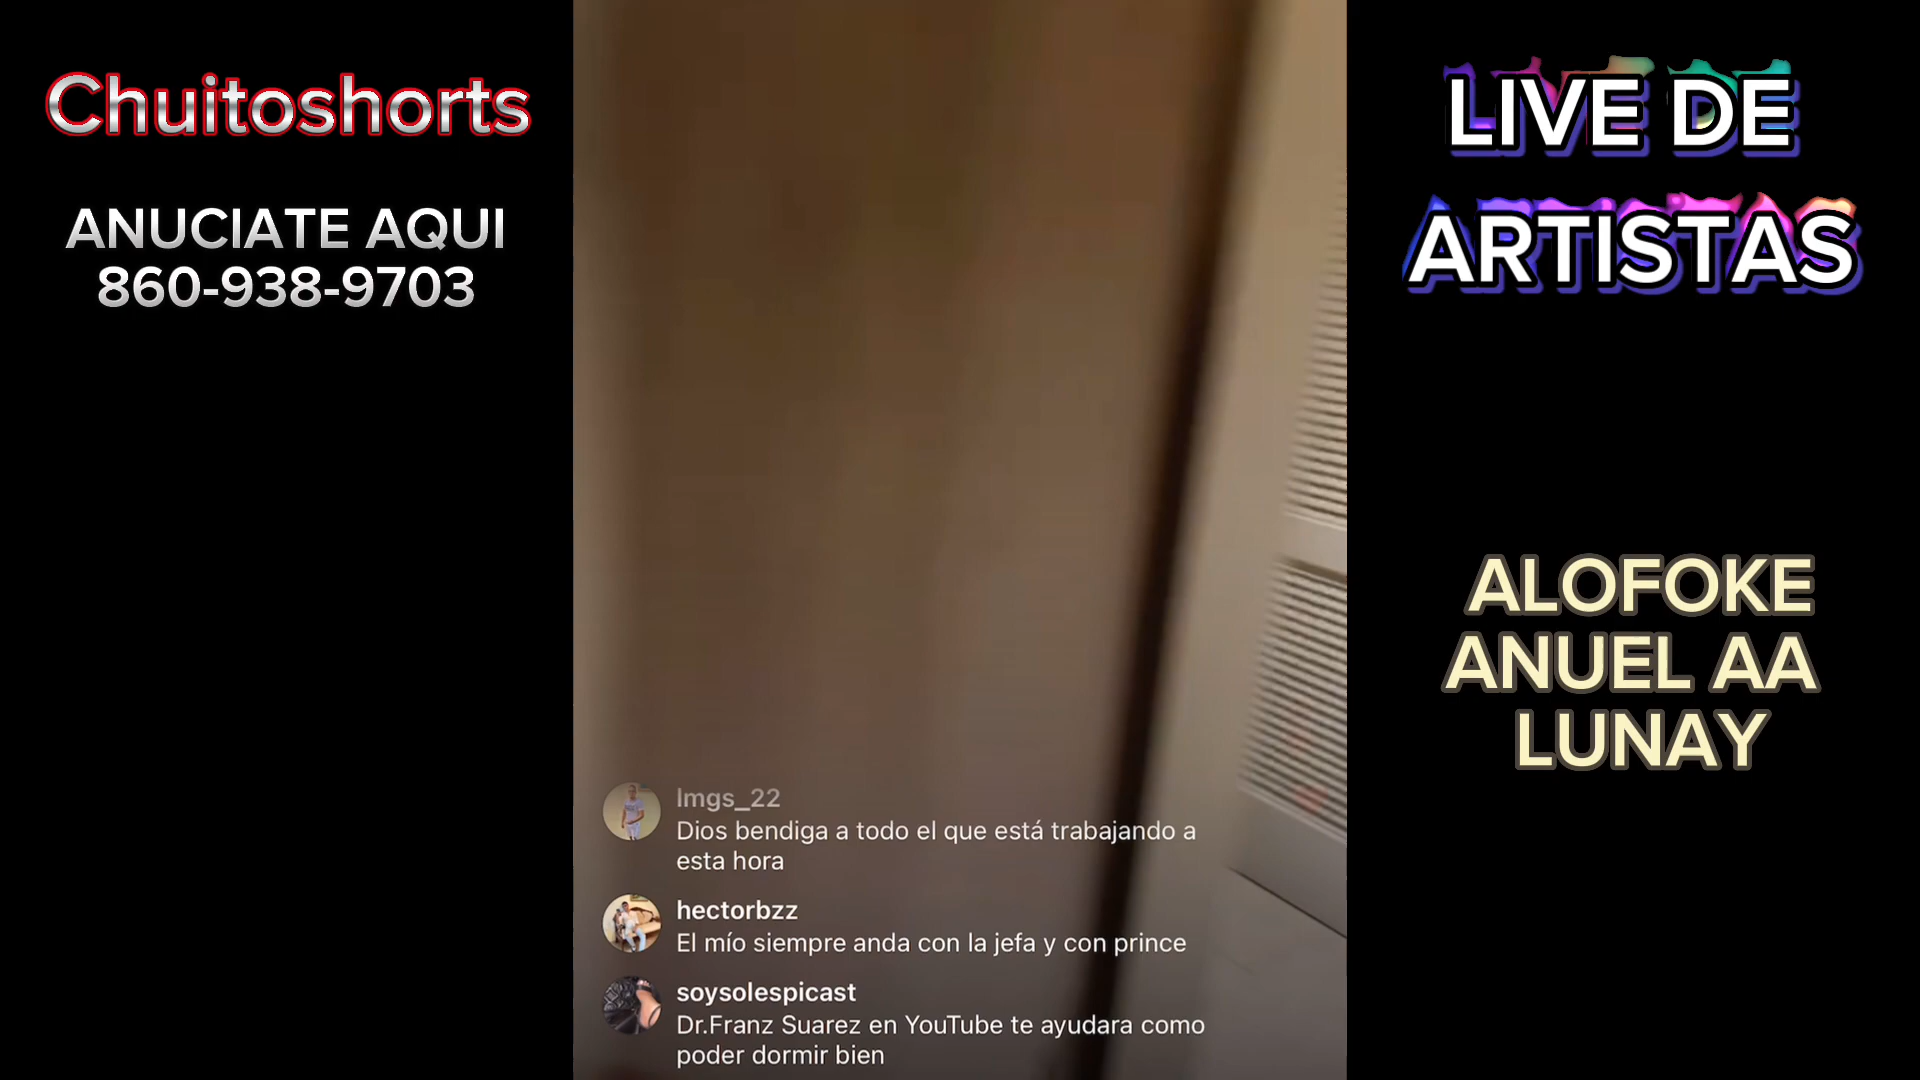 Chuitoshorts
ANUCIATE AQUI
860-938-9703
LIVE DE
ARTISTAS
ALOFOKE
ANUEL AA
LUNAY
lmgs_22
Dios bendiga a todo el que está trabajando a
esta hora
hectorbzz
El mío siempre anda con la jefa y con prince
soysolespicast
Dr.Franz Suarez en YouTube te ayudara como
poder dormir bien